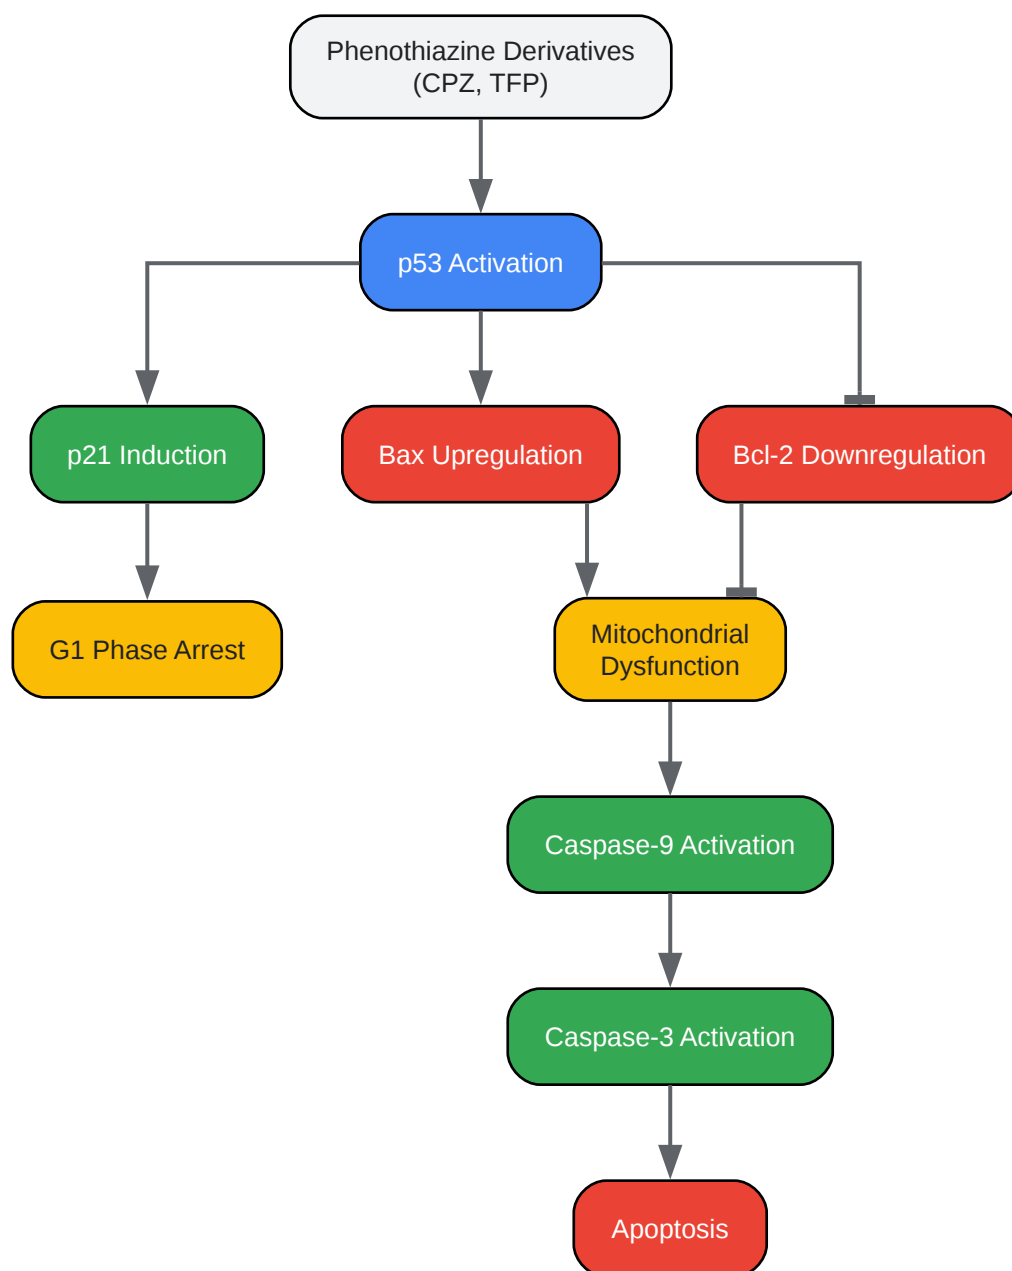 Phenothiazine Derivatives
(CPZ, TFP)
p53 Activation
p21 Induction
Bax Upregulation
Bcl-2 Downregulation
G1 Phase Arrest
Mitochondrial
Dysfunction
Caspase-9 Activation
Caspase-3 Activation
Apoptosis